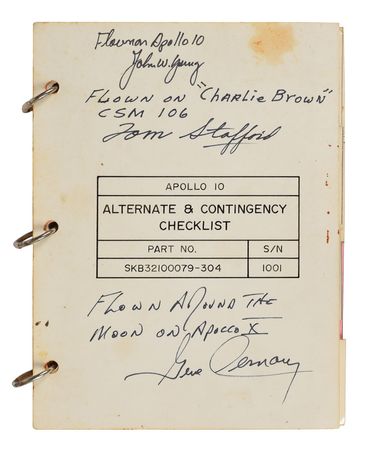 Flown on Apollo 10
John W. Young
FLOWN ON "CHARLIE BROWN"
CSM 106
Tom Stafford
APOLLO 10
ALTERNATE & CONTINGENCY
CHECKLIST
PART NO. S/N
SKB32100079-304 1001
FLOWN AROUND THE
MOON ON APOLLO X
Gene Cernan